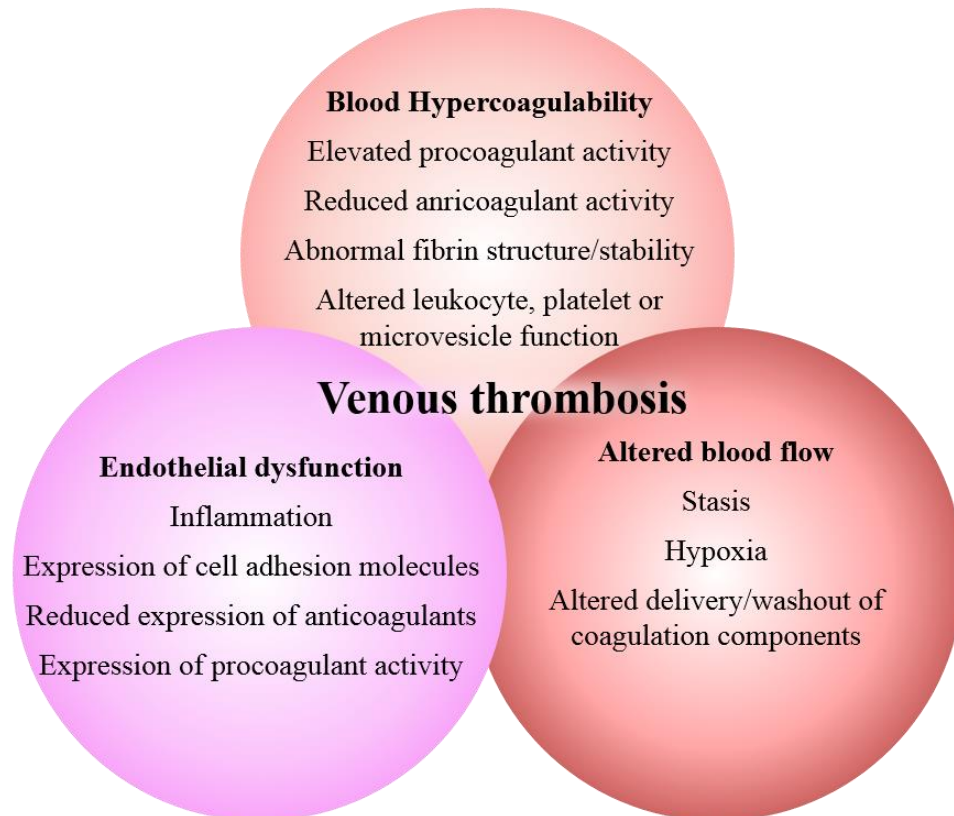 Blood Hypercoagulability
Elevated procoagulant activity
Reduced anricoagulant activity
Abnormal fibrin structure/stability
Altered leukocyte, platelet or
microvesicle function
Venous thrombosis
Endothelial dysfunction
Inflammation
Expression of cell adhesion molecules
Reduced expression of anticoagulants
Expression of procoagulant activity
Altered blood flow
Stasis
Hypoxia
Altered delivery/washout of
coagulation components